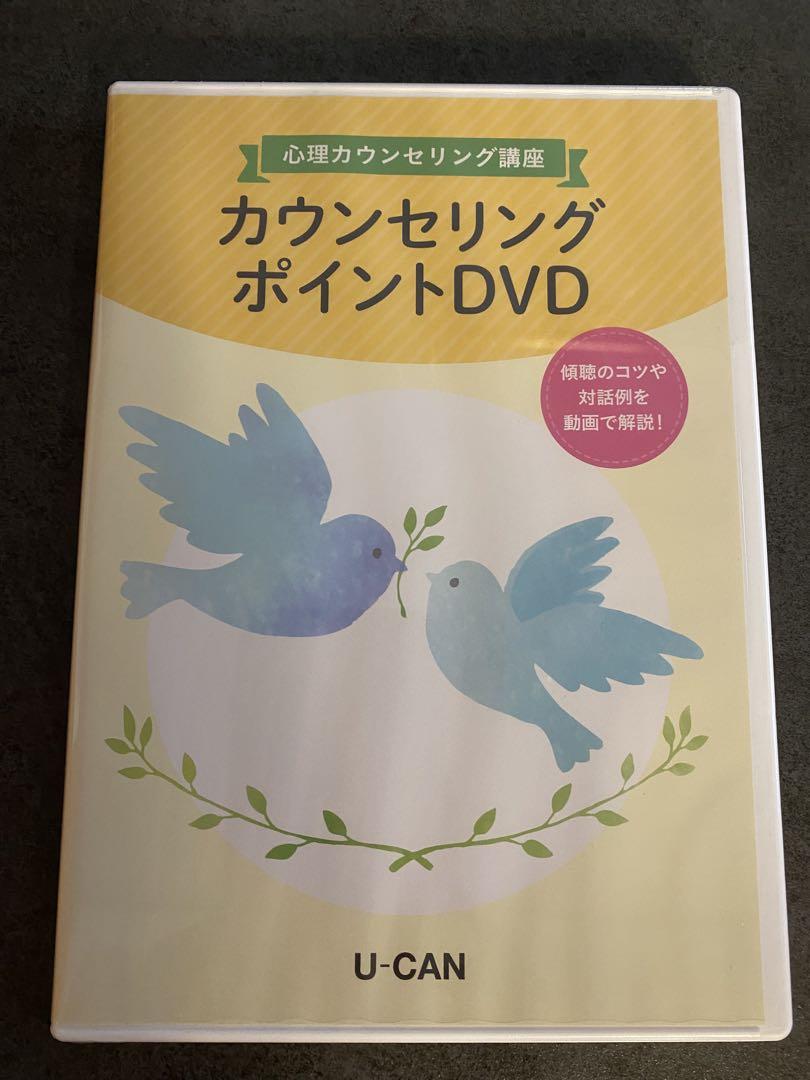 心理カウンセリング講座
カウンセリング
ポイントDVD
傾聴のコツや
対話例を
動画で解説!
U-CAN